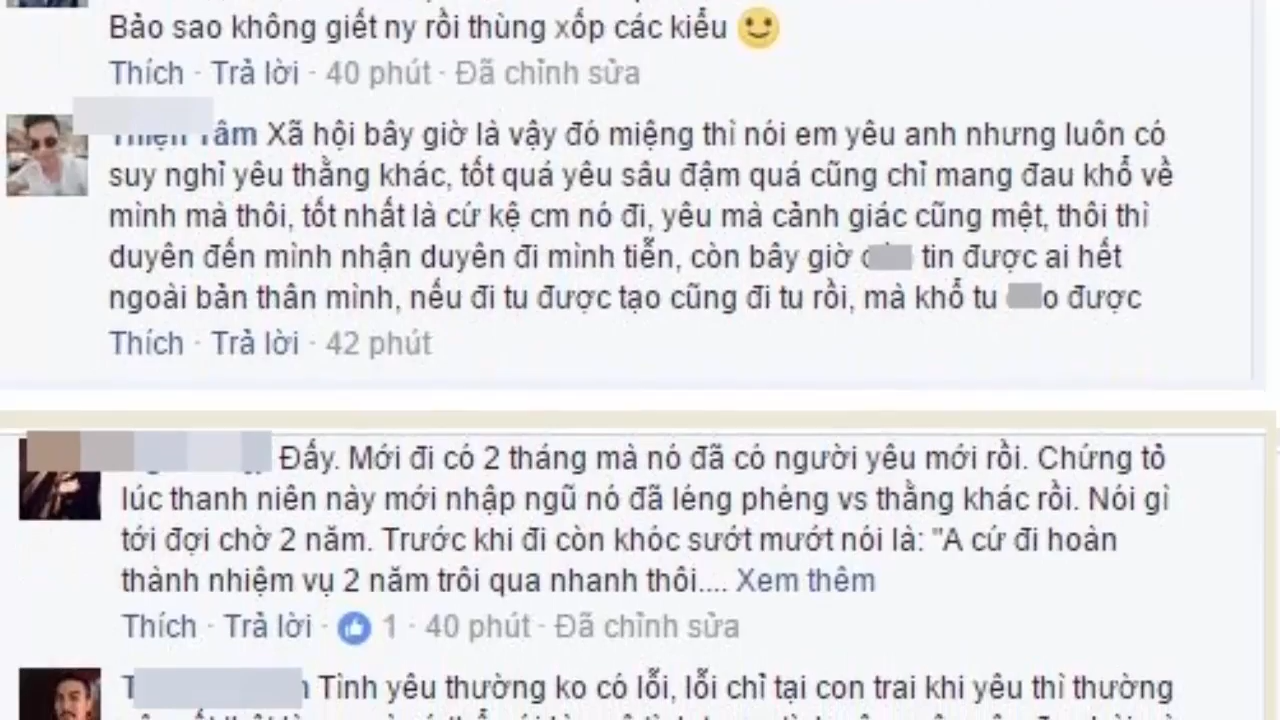 Bảo sao không giết ny rồi thùng xốp các kiểu
Thích · Trả lời · 40 phút · Đã chỉnh sửa
Tâm Xã hội bây giờ là vậy đó miệng thì nói em yêu anh nhưng luôn có
suy nghỉ yêu thằng khác, tốt quá yêu sâu đậm quá cũng chỉ mang đau khổ về
mình mà thôi, tốt nhất là cứ kệ cm nó đi, yêu mà cảnh giác cũng mệt, thôi thì
duyên đến mình nhận duyên đi mình tiễn, còn bây giờ tin được ai hết
ngoài bản thân mình, nếu đi tu được tạo cũng đi tu rồi, mà khổ tu được
Thích · Trả lời · 42 phút
Đấy. Mới đi có 2 tháng mà nó đã có người yêu mới rồi. Chứng tỏ
lúc thanh niên này mới nhập ngũ nó đã léng phéng vs thằng khác rồi. Nói gì
tới đợi chờ 2 năm. Trước khi đi còn khóc sướt mướt nói là: "A cứ đi hoàn
thành nhiệm vụ 2 năm trôi qua nhanh thôi.... Xem thêm
Thích · Trả lời · 1 · 40 phút · Đã chỉnh sửa
Tình yêu thường ko có lỗi, lỗi chỉ tại con trai khi yêu thì thường